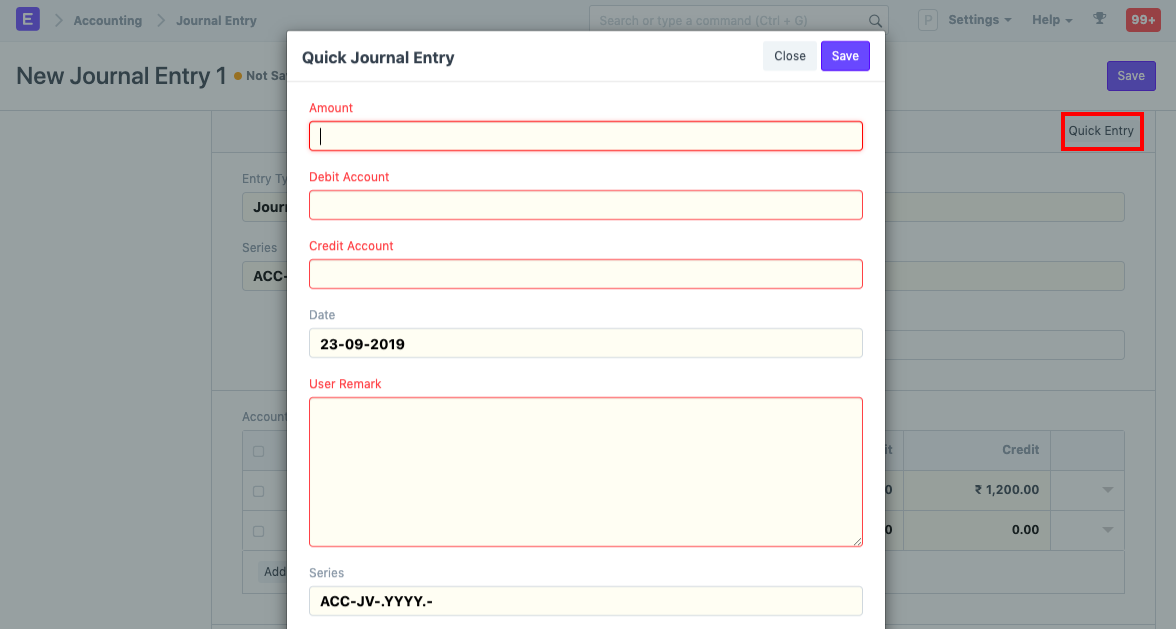 E Accounting Journal Entry Search or type a command (Ctrl + G) P Settings Help 99+
Quick Journal Entry Close Save
New Journal Entry 1 Not Sa Save
Amount
Quick Entry
Debit Account
Entry Ty
Jour
Credit Account
Series
ACC-
Date
23-09-2019
User Remark
Account
it Credit
0 ₹ 1,200.00
0 0.00
Add
Series
ACC-JV-.YYYY.-